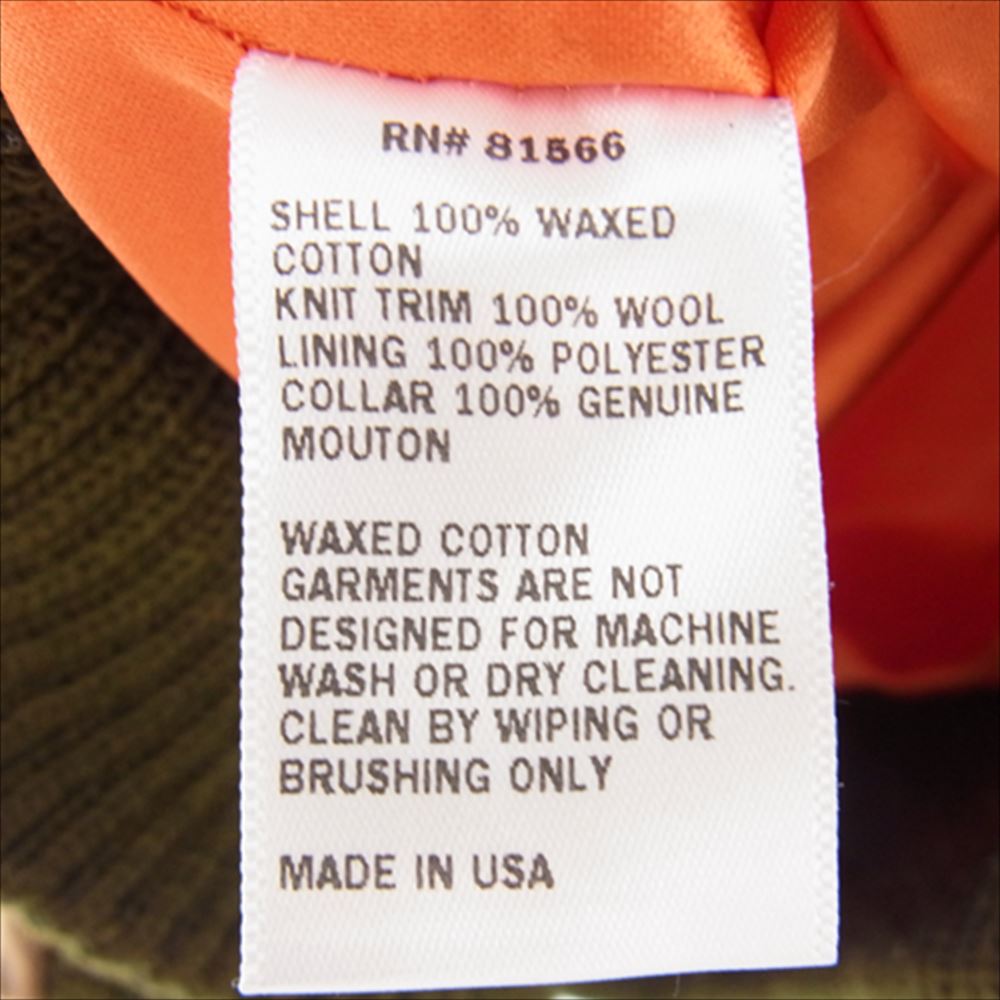 RN# 81566
SHELL 100% WAXED
COTTON
KNIT TRIM 100% WOOL
LINING 100% POLYESTER
COLLAR 100% GENUINE
MOUTON
WAXED COTTON
GARMENTS ARE NOT
DESIGNED FOR MACHINE
WASH OR DRY CLEANING.
CLEAN BY WIPING OR
BRUSHING ONLY
MADE IN USA